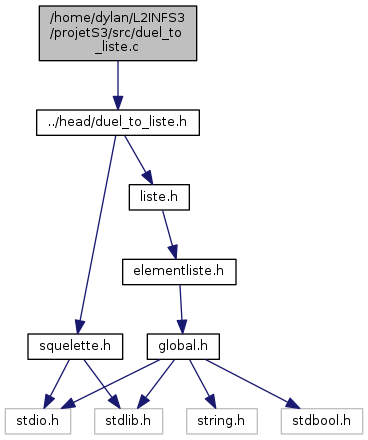 /home/dylan/L2INFS3
/projetS3/src/duel_to
_liste.c
../head/duel_to_liste.h
liste.h
elementliste.h
squelette.h
global.h
stdio.h
stdlib.h
string.h
stdbool.h